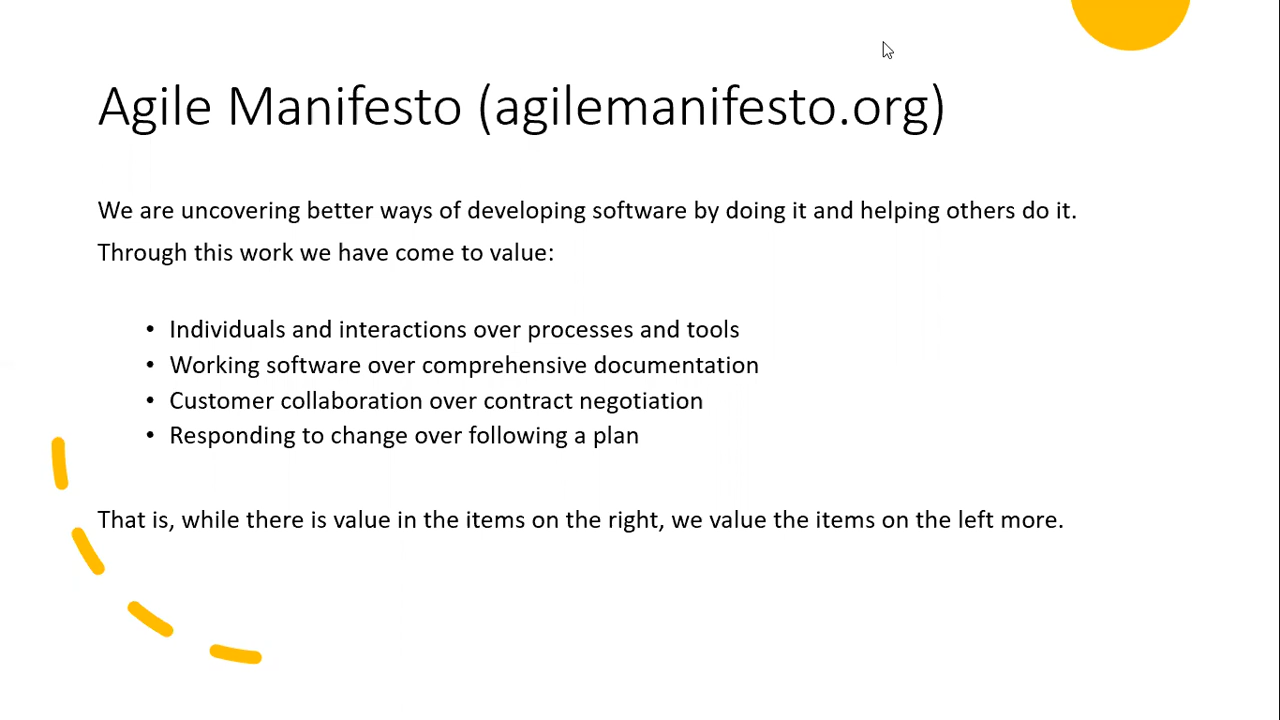 Agile Manifesto (agilemanifesto.org)
We are uncovering better ways of developing software by doing it and helping others do it.
Through this work we have come to value:
• Individuals and interactions over processes and tools
• Working software over comprehensive documentation
• Customer collaboration over contract negotiation
• Responding to change over following a plan
That is, while there is value in the items on the right, we value the items on the left more.